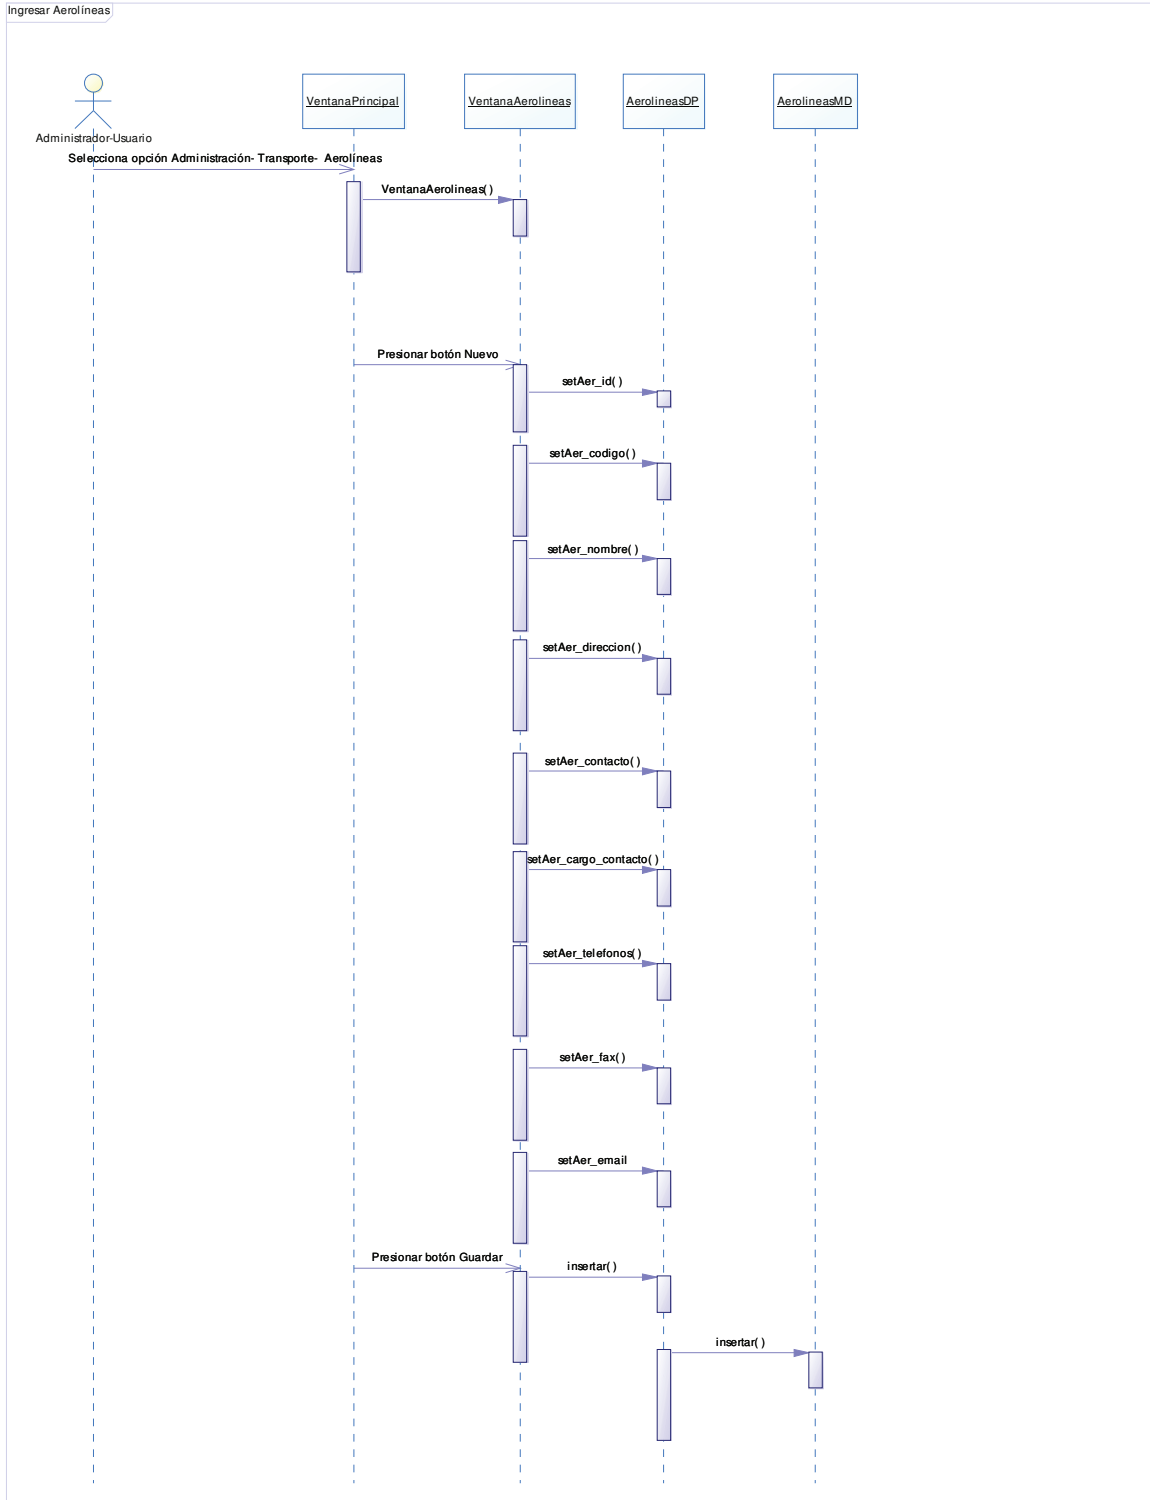 Ingresar Aerolíneas
VentanaPrincipal
VentanaAerolineas
AerolineasDP
AerolineasMD
Administrador-Usuario
Selecciona opción Administración- Transporte- Aerolíneas
VentanaAerolineas( )
Presionar botón Nuevo
setAer_id( )
setAer_codigo( )
setAer_nombre( )
setAer_direccion( )
setAer_contacto( )
setAer_cargo_contacto( )
setAer_telefonos( )
setAer_fax( )
setAer_email
Presionar botón Guardar
insertar( )
insertar( )